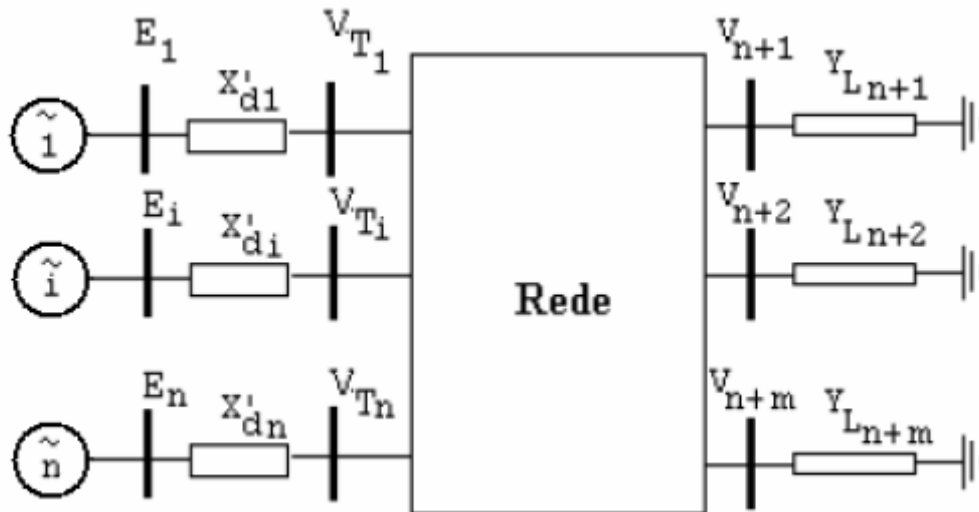 E1 VT1 Vn+1 YLn+1
X'd1
~1
Ei VTi Vn+2 YLn+2
X'di
~i
Rede
En VTn Vn+m YLn+m
X'dn
~n